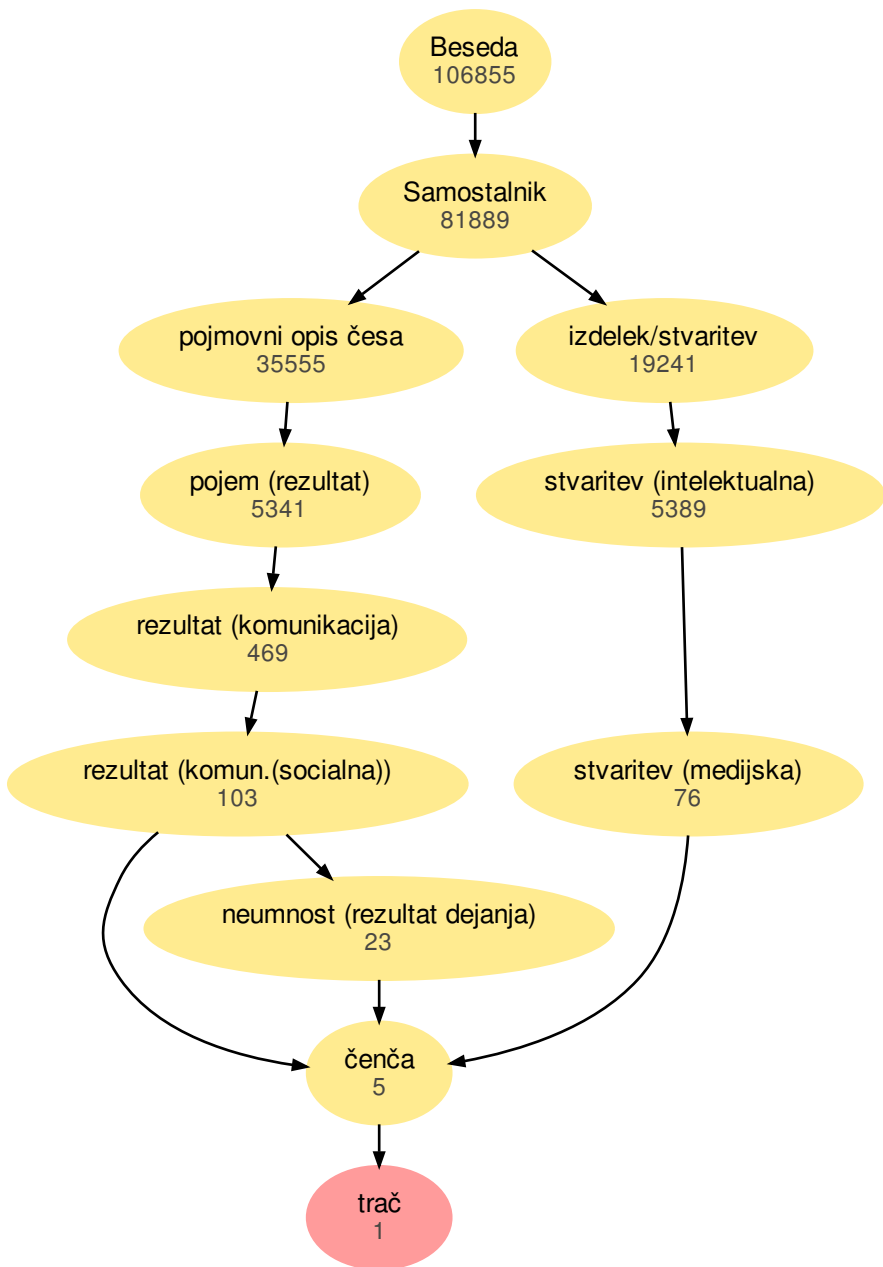 Beseda
106855
Samostalnik
81889
pojmovni opis česa
35555
izdelek/stvaritev
19241
pojem (rezultat)
5341
stvaritev (intelektualna)
5389
rezultat (komunikacija)
469
rezultat (komun.(socialna))
103
stvaritev (medijska)
76
neumnost (rezultat dejanja)
23
čenča
5
trač
1